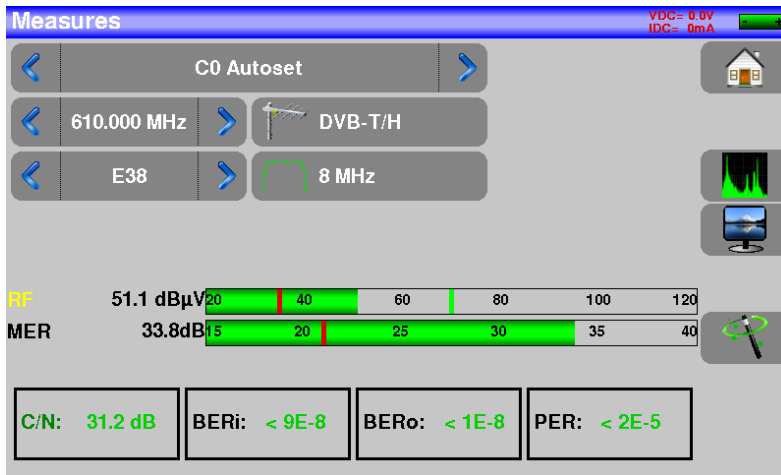 Measures
VDC= 0.0V
IDC= 0mA
- +
C0 Autoset
610.000 MHz
DVB-T/H
E38
8 MHz
RF 51.1 dBµV 20 40 60 80 100 120
MER 33.8dB 15 20 25 30 35 40
C/N: 31.2 dB BERi: < 9E-8 BERo: < 1E-8 PER: < 2E-5